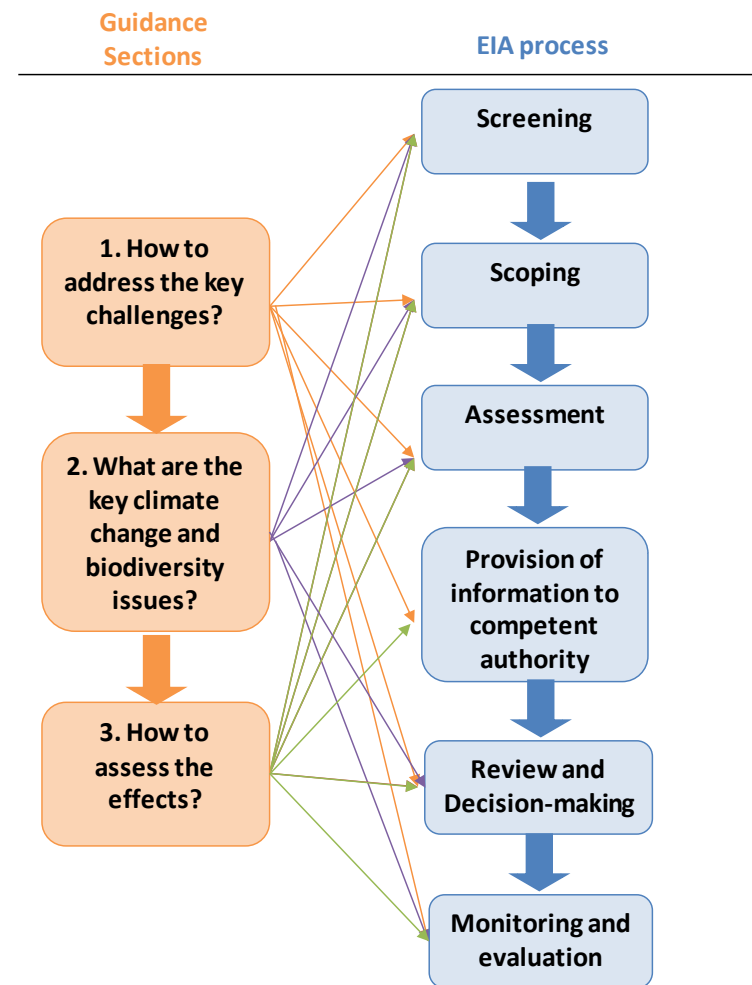 Guidance
Sections
EIA process
Screening
1. How to
address the key
challenges?
Scoping
Assessment
2. What are the
key climate
change and
biodiversity
issues?
Provision of
information to
competent
authority
3. How to
assess the
effects?
Review and
Decision-making
Monitoring and
evaluation